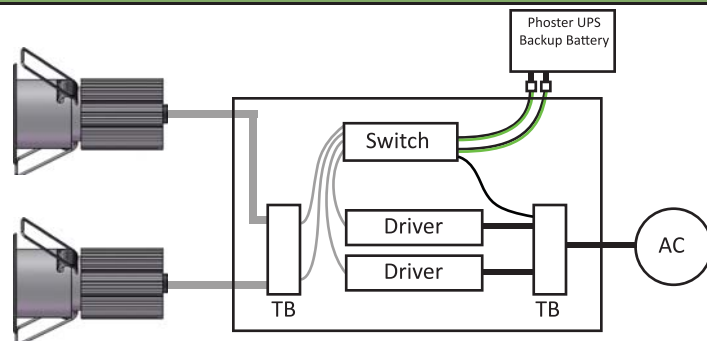 Phoster UPS
Backup Battery
Switch
Driver
Driver
AC
TB
TB